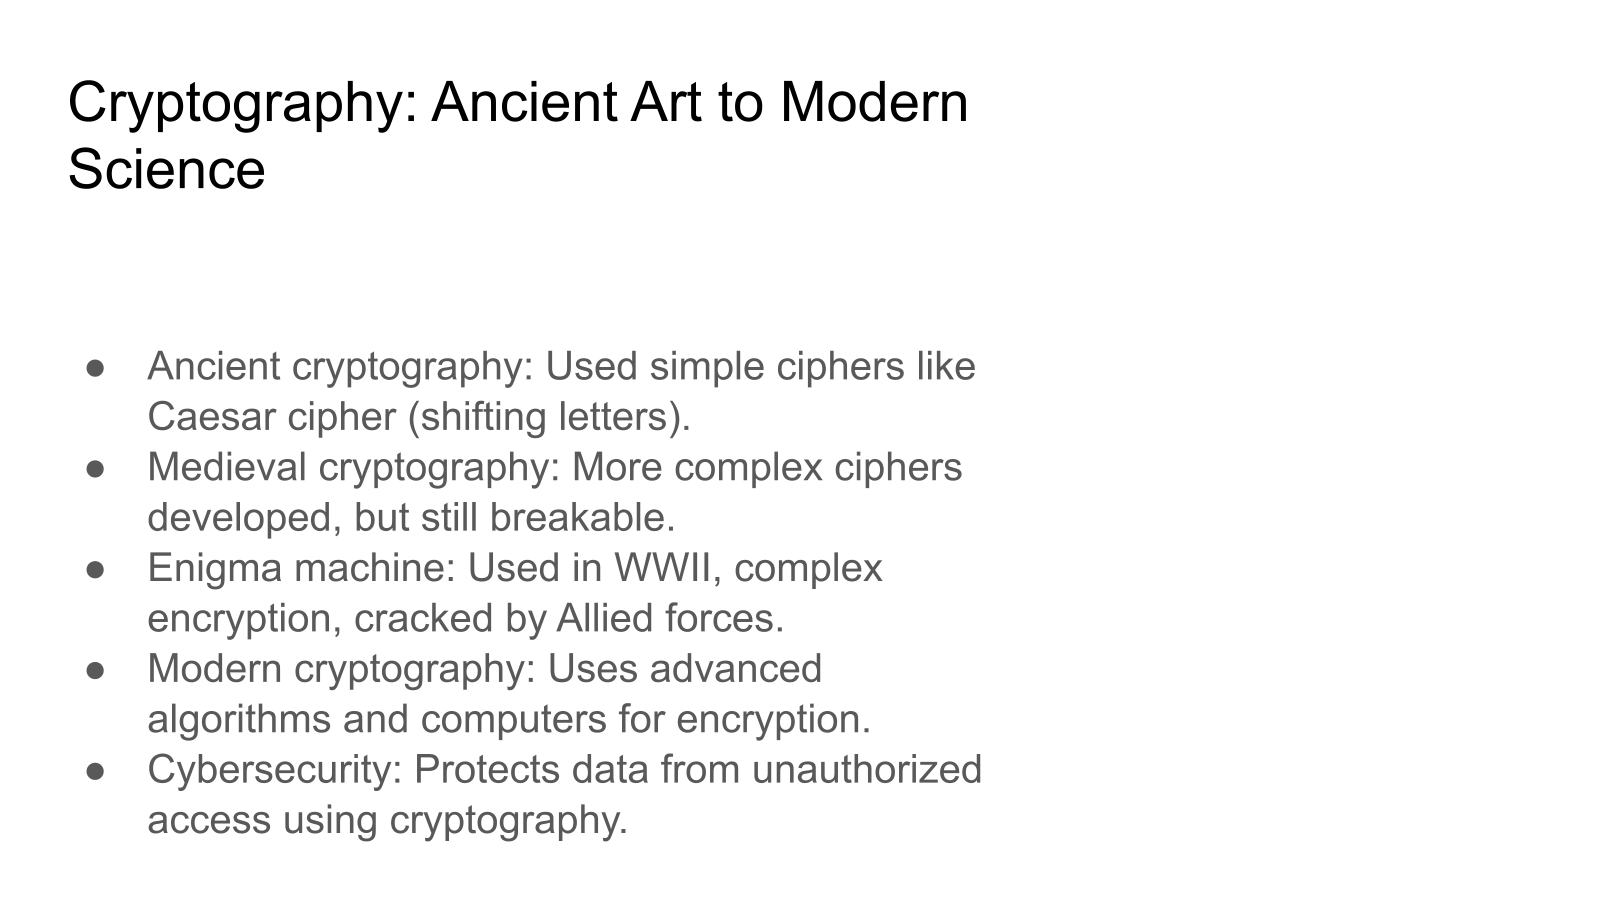 Cryptography: Ancient Art to Modern
Science
● Ancient cryptography: Used simple ciphers like
Caesar cipher (shifting letters).
● Medieval cryptography: More complex ciphers
developed, but still breakable.
● Enigma machine: Used in WWII, complex
encryption, cracked by Allied forces.
● Modern cryptography: Uses advanced
algorithms and computers for encryption.
● Cybersecurity: Protects data from unauthorized
access using cryptography.